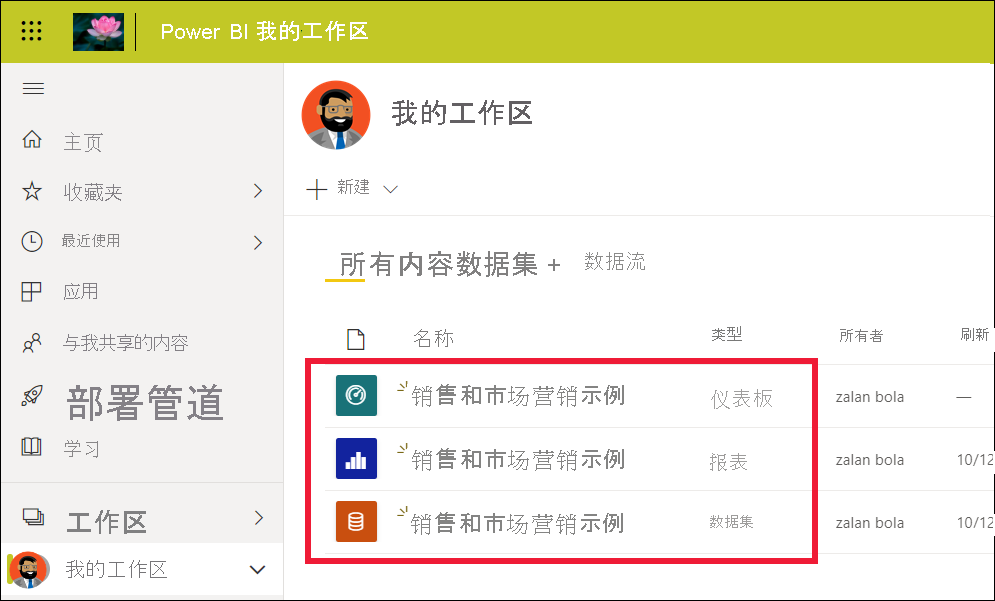 Power BI 我的工作区
我的工作区
新建
主页
收藏夹
最近使用
应用
与我共享的内容
部署管道
学习
工作区
我的工作区
所有内容数据集 + 数据流
名称 类型 所有者 刷新
销售和市场营销示例 仪表板 zalan bola —
销售和市场营销示例 报表 zalan bola 10/12
销售和市场营销示例 数据集 zalan bola 10/12